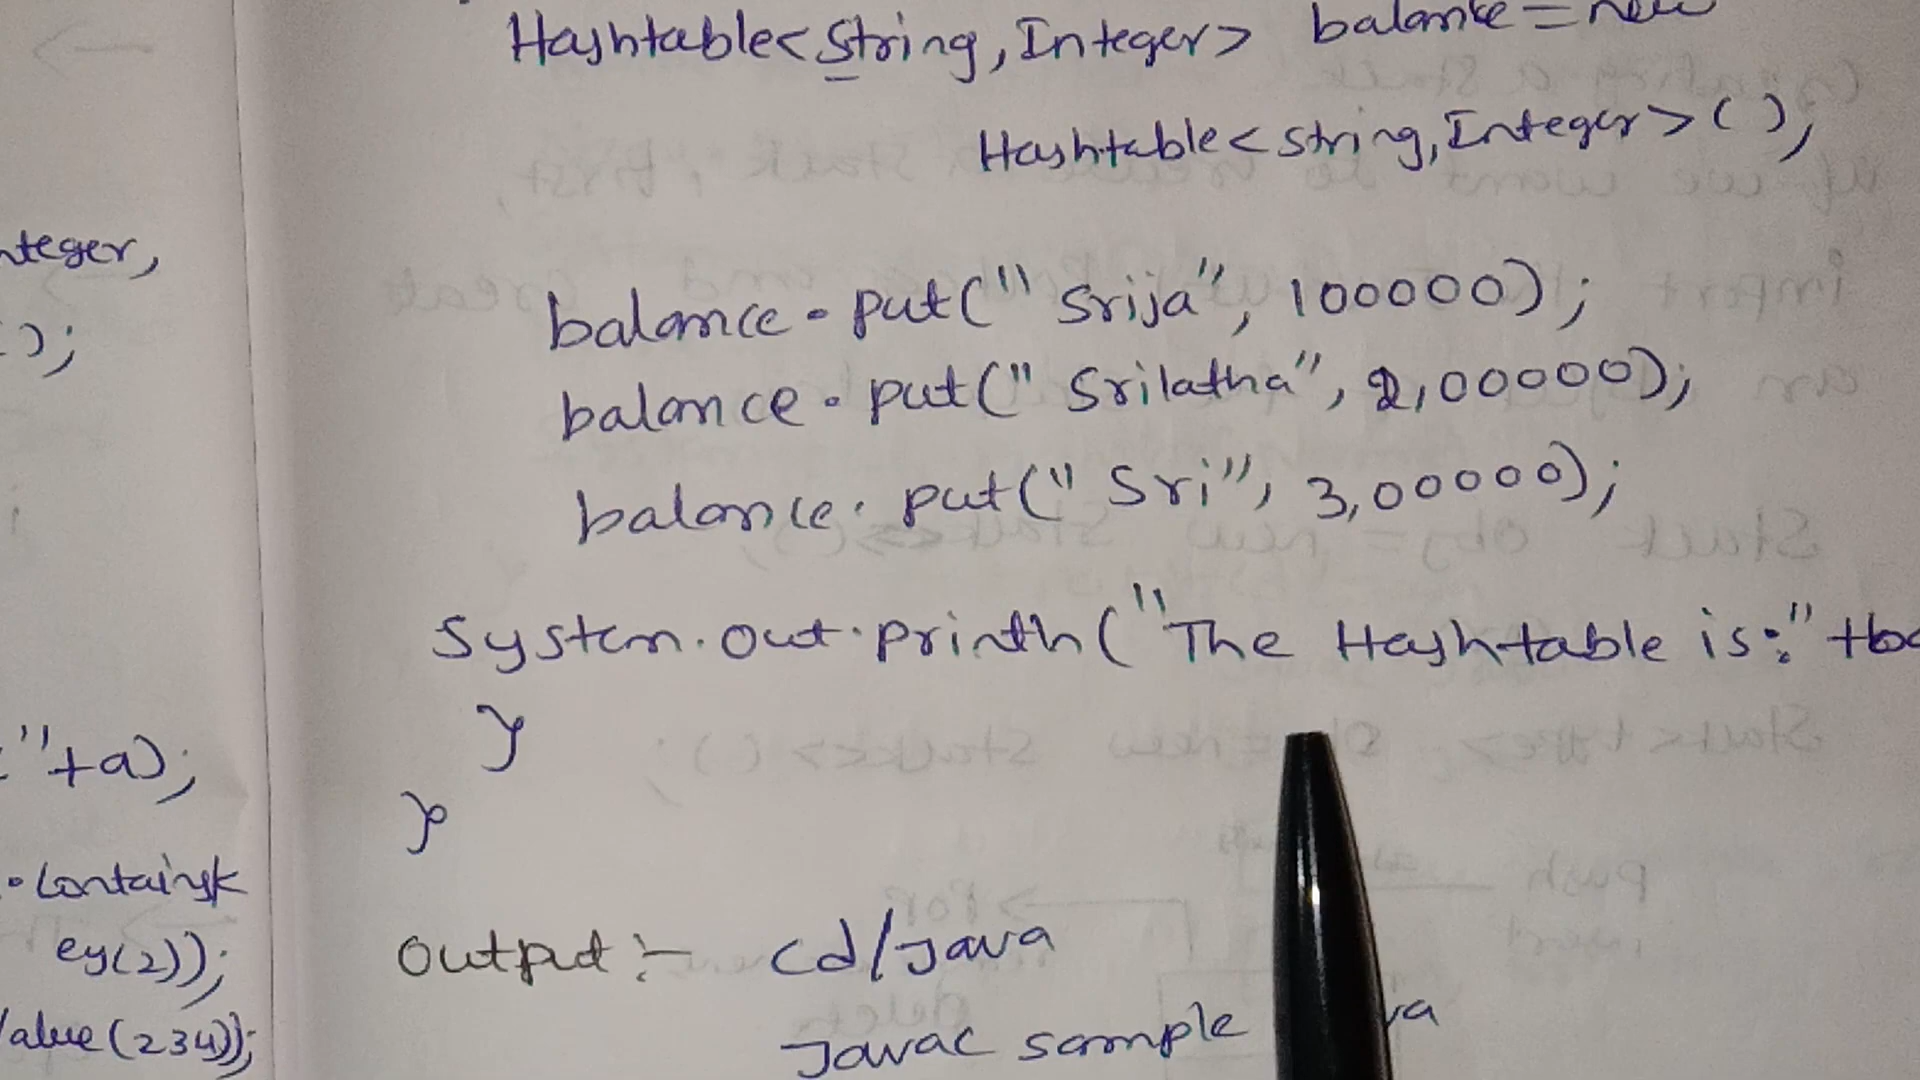 Hashtable<String,Integer> balance=new
Hashtable<string,Integer>();
nteger,
balance.put("Srija", 100000);
);
balance.put("Srilatha", 2,00000);
balance.put("Sri", 3,00000);
System.out.println("The Hashtable is:"+ba
}
"+a);
}
.Containsk
ey(2));
Output:- cd/java
alue(234));
Javac sample